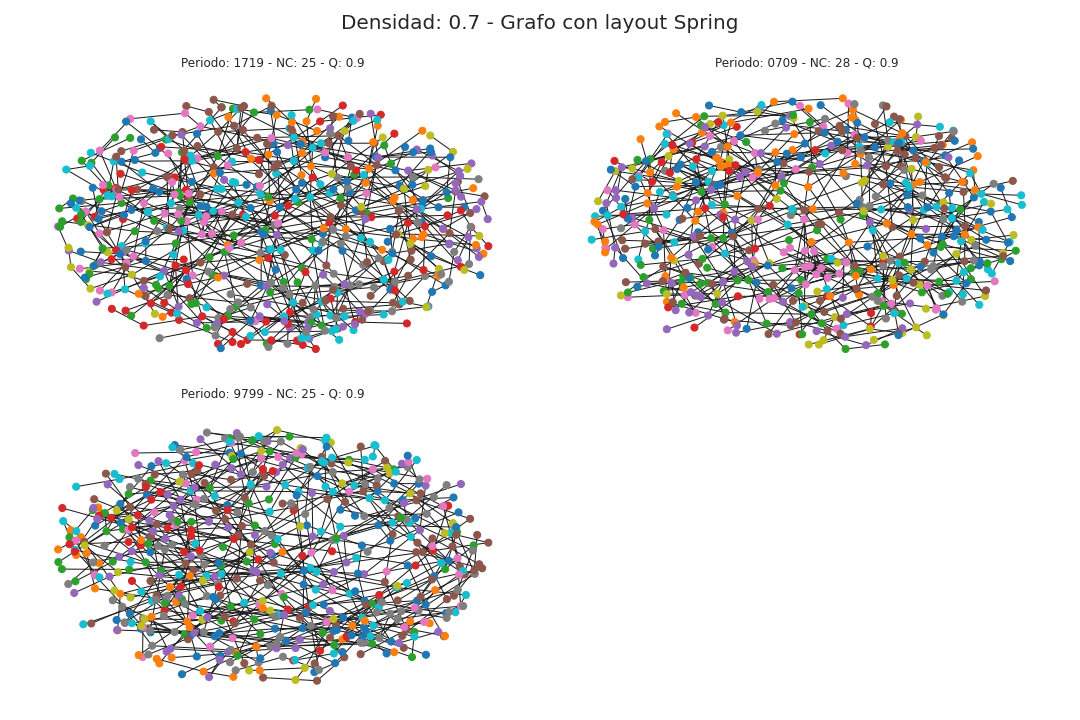 Densidad: 0.7 - Grafo con layout Spring
Periodo: 1719 - NC: 25 - Q: 0.9
Periodo: 0709 - NC: 28 - Q: 0.9
Periodo: 9799 - NC: 25 - Q: 0.9